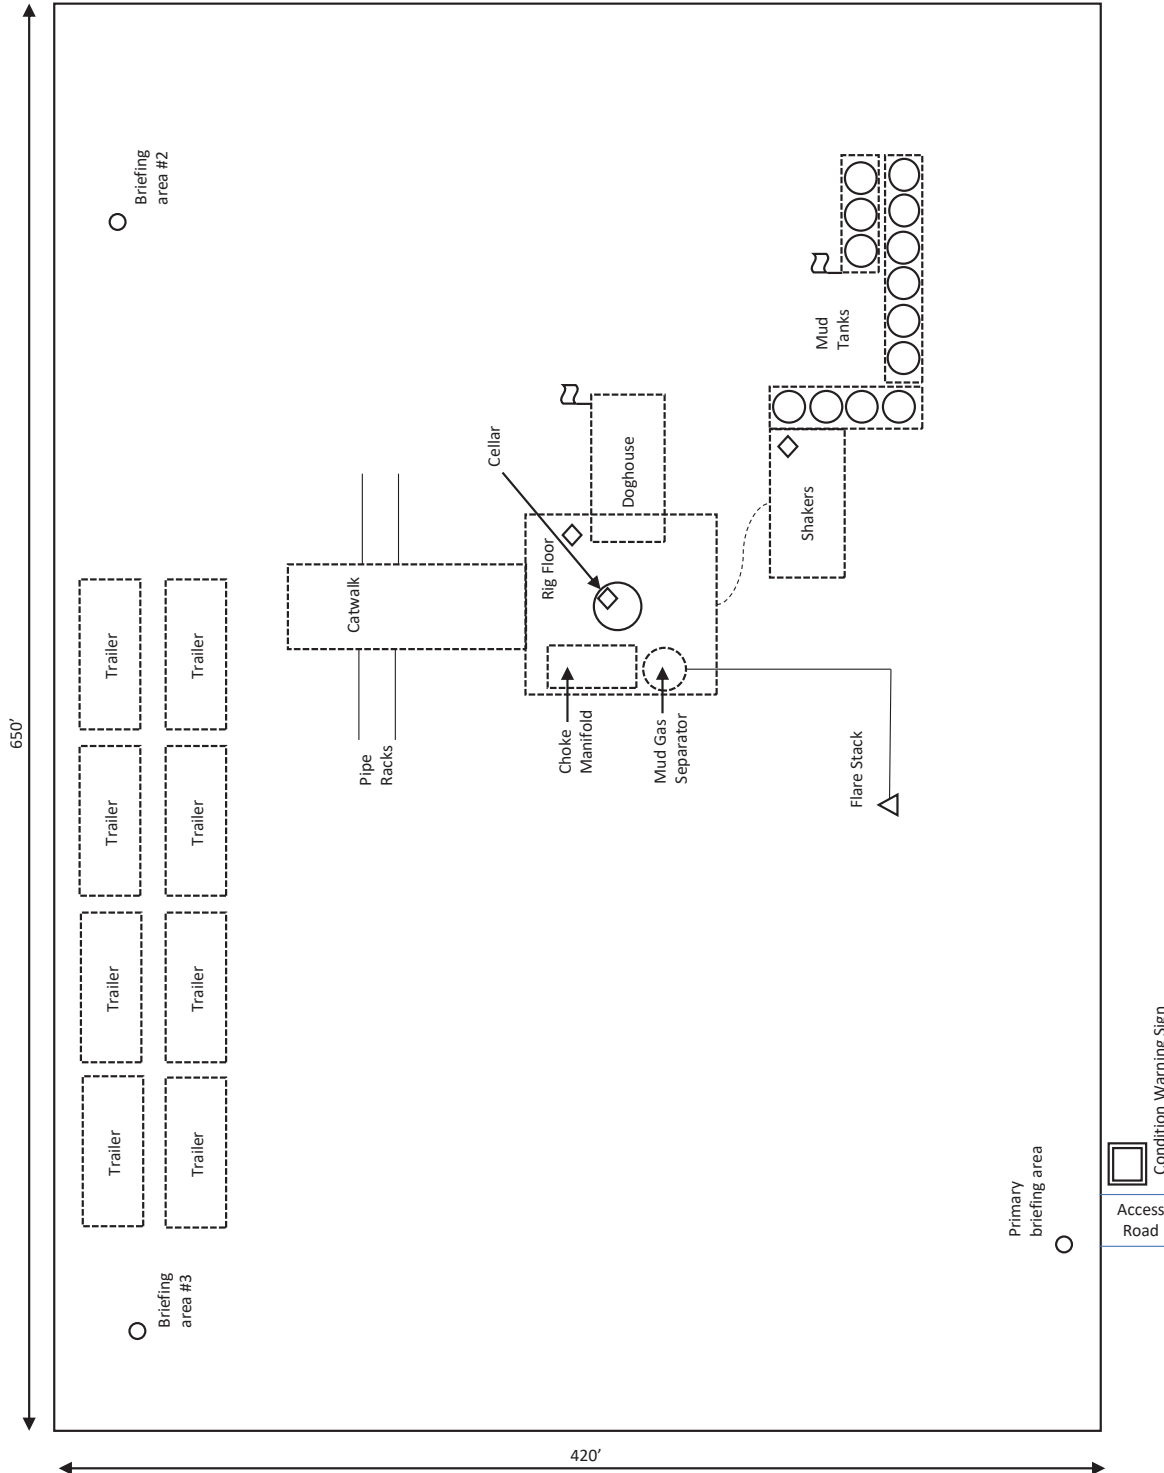 650’
420’
Briefing
area #2
Mud
Tanks
Cellar
Doghouse
Shakers
Rig Floor
Catwalk
Trailer
Trailer
Pipe
Racks
Choke
Manifold
Mud Gas
Separator
Flare Stack
Trailer
Trailer
Trailer
Trailer
Trailer
Trailer
Primary
briefing area
Condition Warning Sign
Access
Road
Briefing
area #3